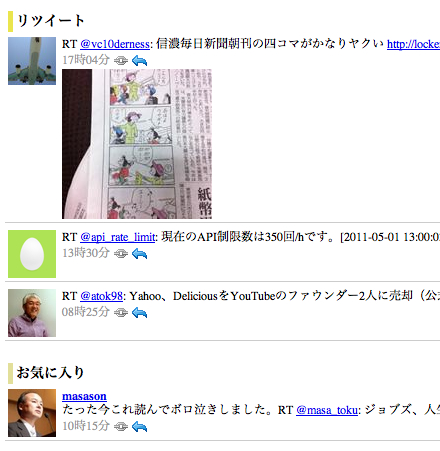 リツイート
RT @vc10derness: 信濃毎日新聞朝刊の四コマがかなりヤクい http://locke
17時04分
紙幣
RT @api_rate_limit: 現在のAPI制限数は350回/hです。[2011-05-01 13:00:0
13時30分
RT @atok98: Yahoo、DeliciousをYouTubeのファウンダー2人に売却（公
08時25分
お気に入り
masason
たった今これ読んでボロ泣きしました。RT @masa_toku: ジョブズ、人生
10時15分